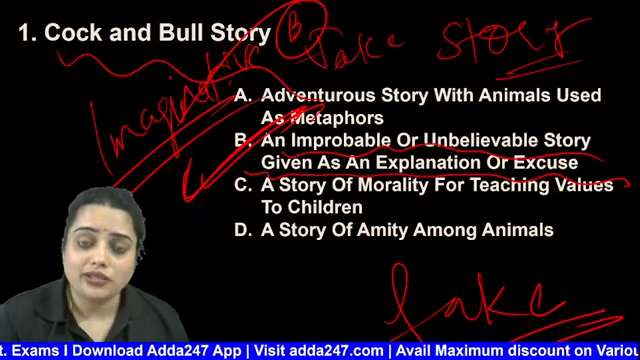 1. Cock and Bull Story
B
fake story
Imaginative
A. Adventurous Story With Animals Used
As Metaphors
B. An Improbable Or Unbelievable Story
Given As An Explanation Or Excuse
C. A Story Of Morality For Teaching Values
To Children
D. A Story Of Amity Among Animals
fake
t. Exams I Download Adda247 App | Visit adda247.com | Avail Maximum discount on Variou